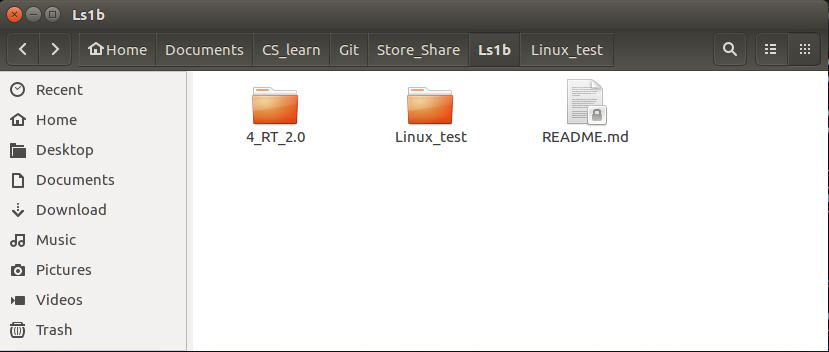 Ls1b
Home Documents CS_learn Git Store_Share Ls1b Linux_test
Recent
Home
Desktop
Documents
Download
Music
Pictures
Videos
Trash
4_RT_2.0 Linux_test README.md